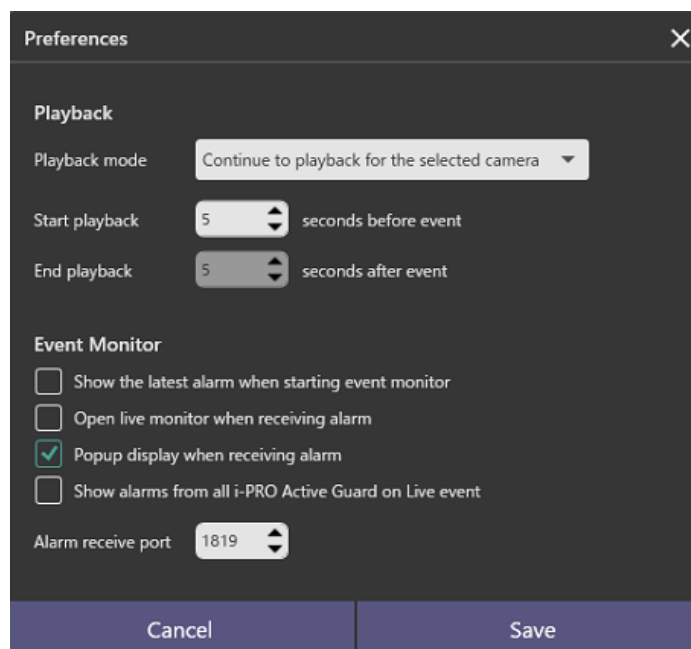 Preferences
Playback
Playback mode Continue to playback for the selected camera
Start playback 5 seconds before event
End playback 5 seconds after event
Event Monitor
Show the latest alarm when starting event monitor
Open live monitor when receiving alarm
Popup display when receiving alarm
Show alarms from all i-PRO Active Guard on Live event
Alarm receive port 1819
Cancel Save